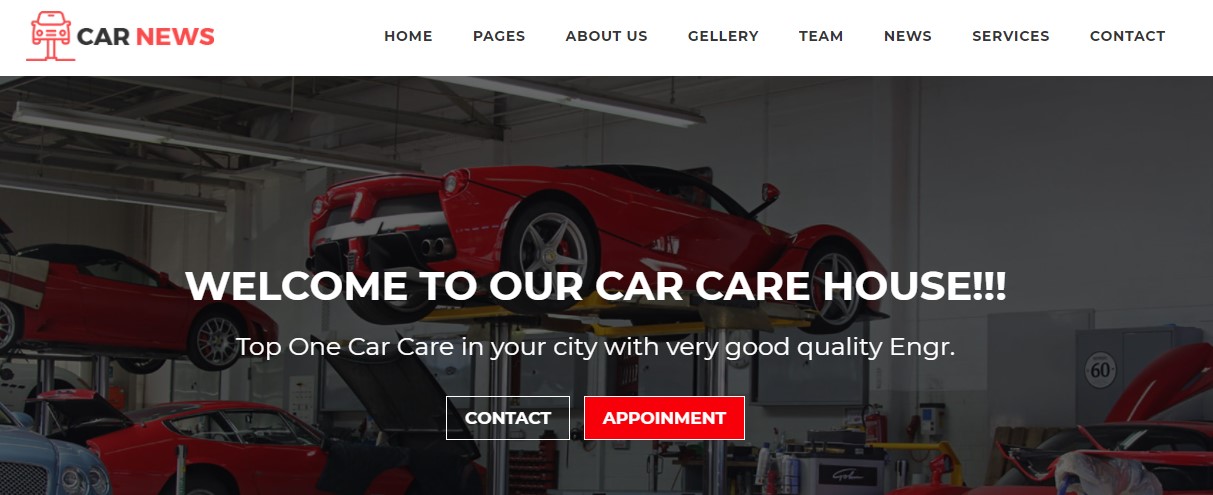 CAR NEWS
HOME PAGES ABOUT US GELLERY TEAM NEWS SERVICES CONTACT
WELCOME TO OUR CAR CARE HOUSE!!!
Top One Car Care in your city with very good quality Engr.
60
CONTACT APPOINMENT